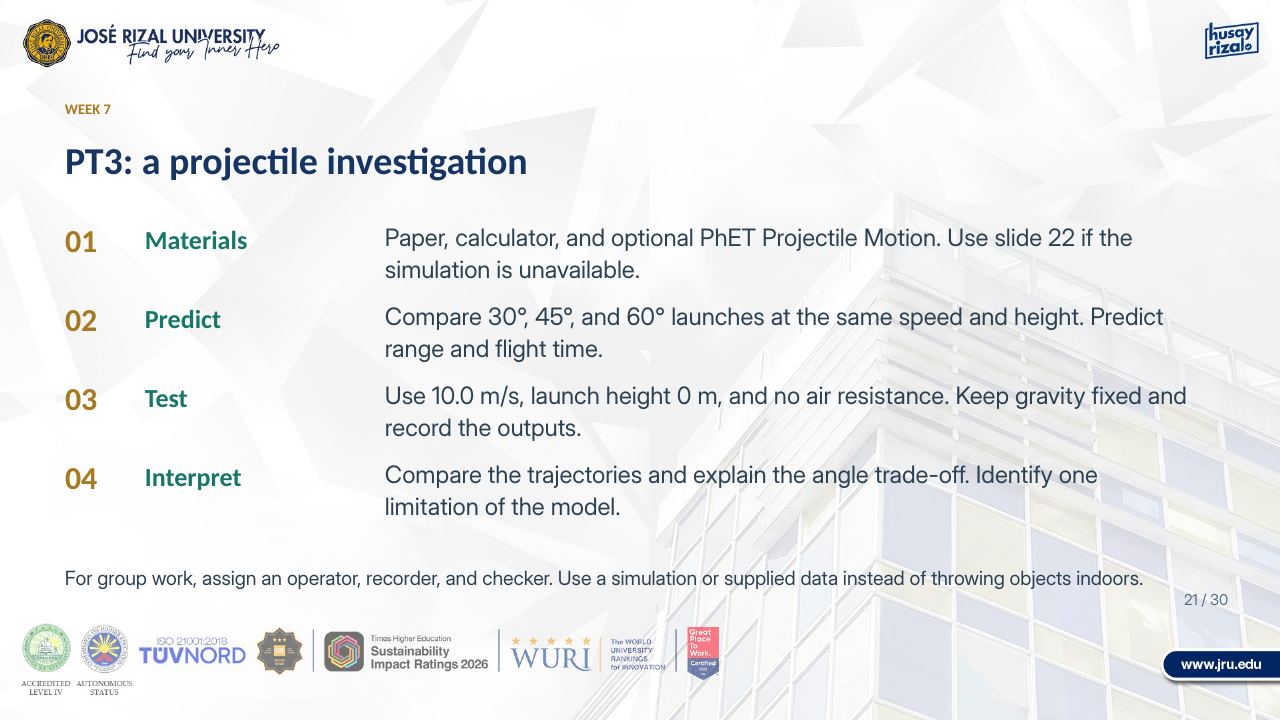 JOSÉ RIZAL UNIVERSITY
Find your Inner Hero
husay
rizal
WEEK 7
PT3: a projectile investigation
01 Materials Paper, calculator, and optional PhET Projectile Motion. Use slide 22 if the
simulation is unavailable.
02 Predict Compare 30°, 45°, and 60° launches at the same speed and height. Predict
range and flight time.
03 Test Use 10.0 m/s, launch height 0 m, and no air resistance. Keep gravity fixed and
record the outputs.
04 Interpret Compare the trajectories and explain the angle trade-off. Identify one
limitation of the model.
For group work, assign an operator, recorder, and checker. Use a simulation or supplied data instead of throwing objects indoors.
21 / 30
ACCREDITED
LEVEL IV
AUTONOMOUS
STATUS
ISO 21001:2018
TÜVNORD
Times Higher Education
Sustainability
Impact Ratings 2026
WURI
The WORLD
UNIVERSITY
RANKINGS
for INNOVATION
Great
Place
To
Work.
Certified
www.jru.edu